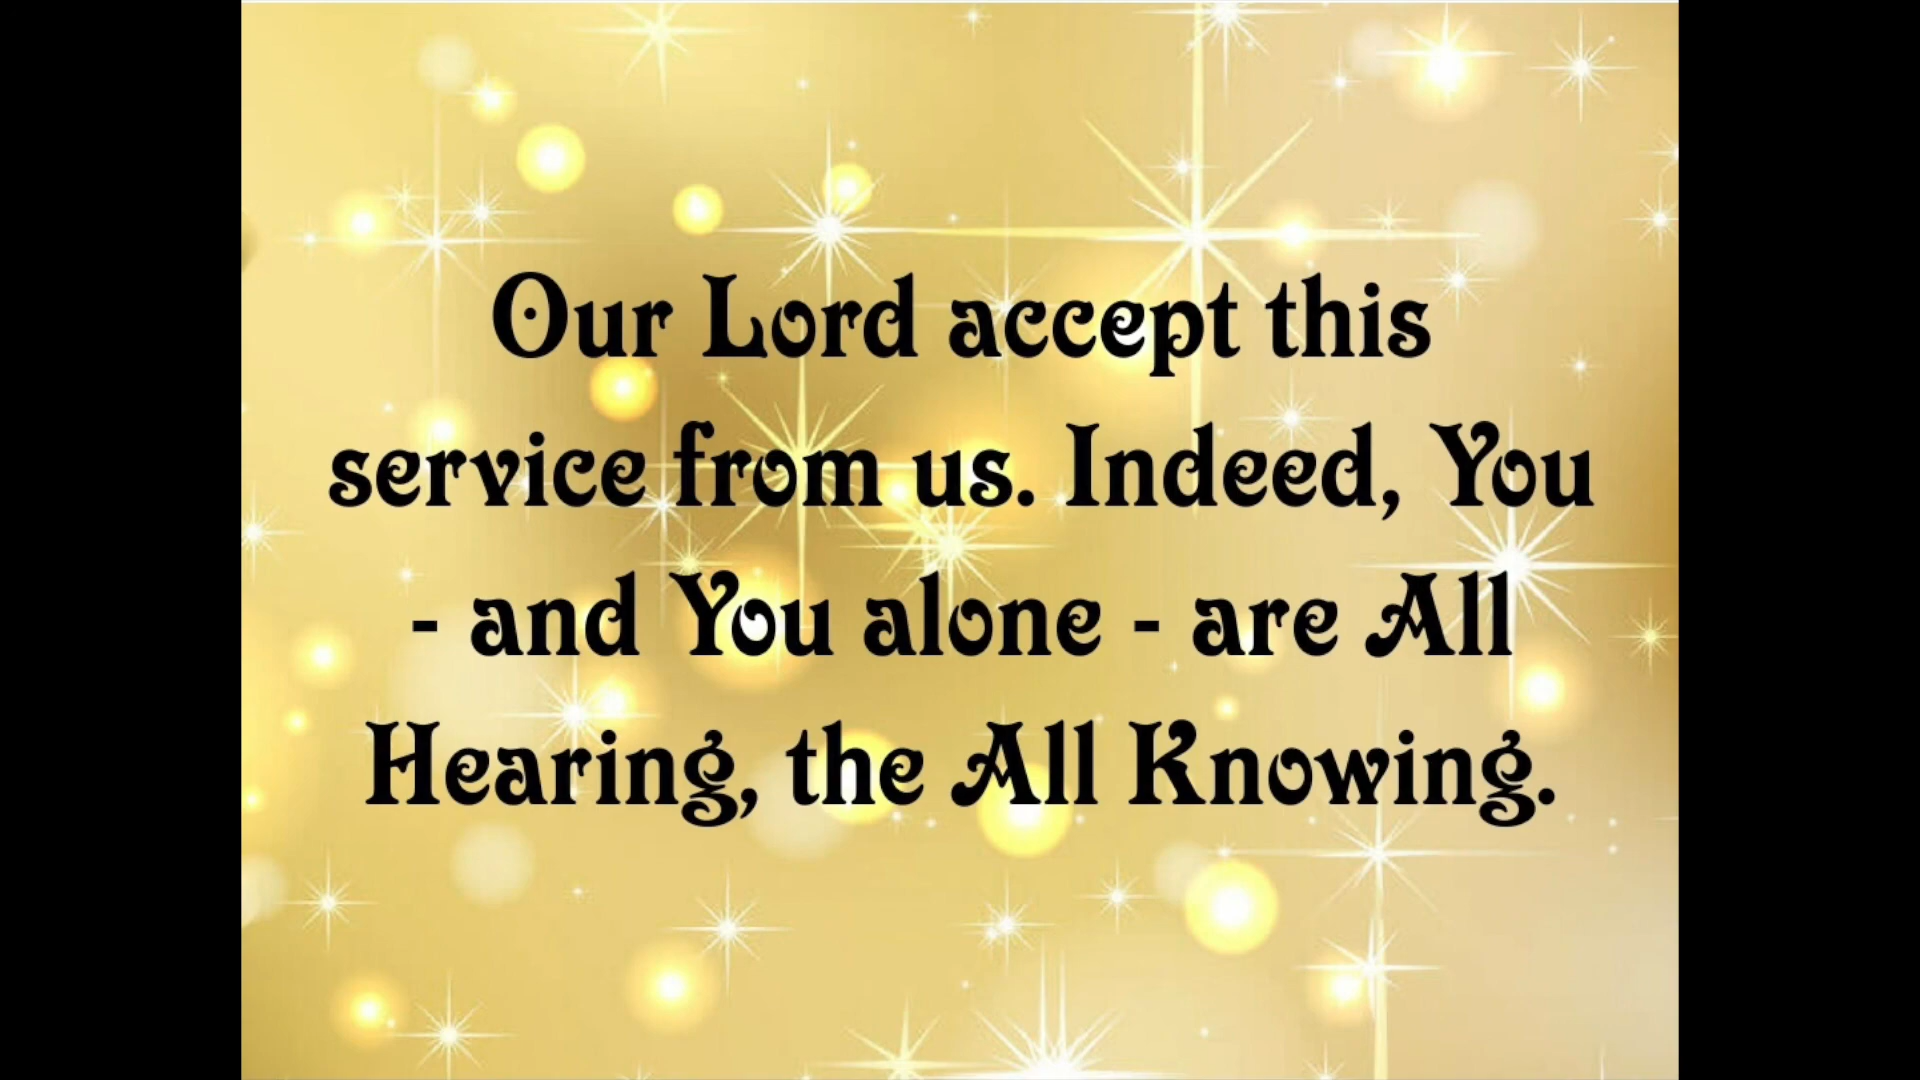 Our Lord accept this
service from us. Indeed, You
- and You alone - are All
Hearing, the All Knowing.